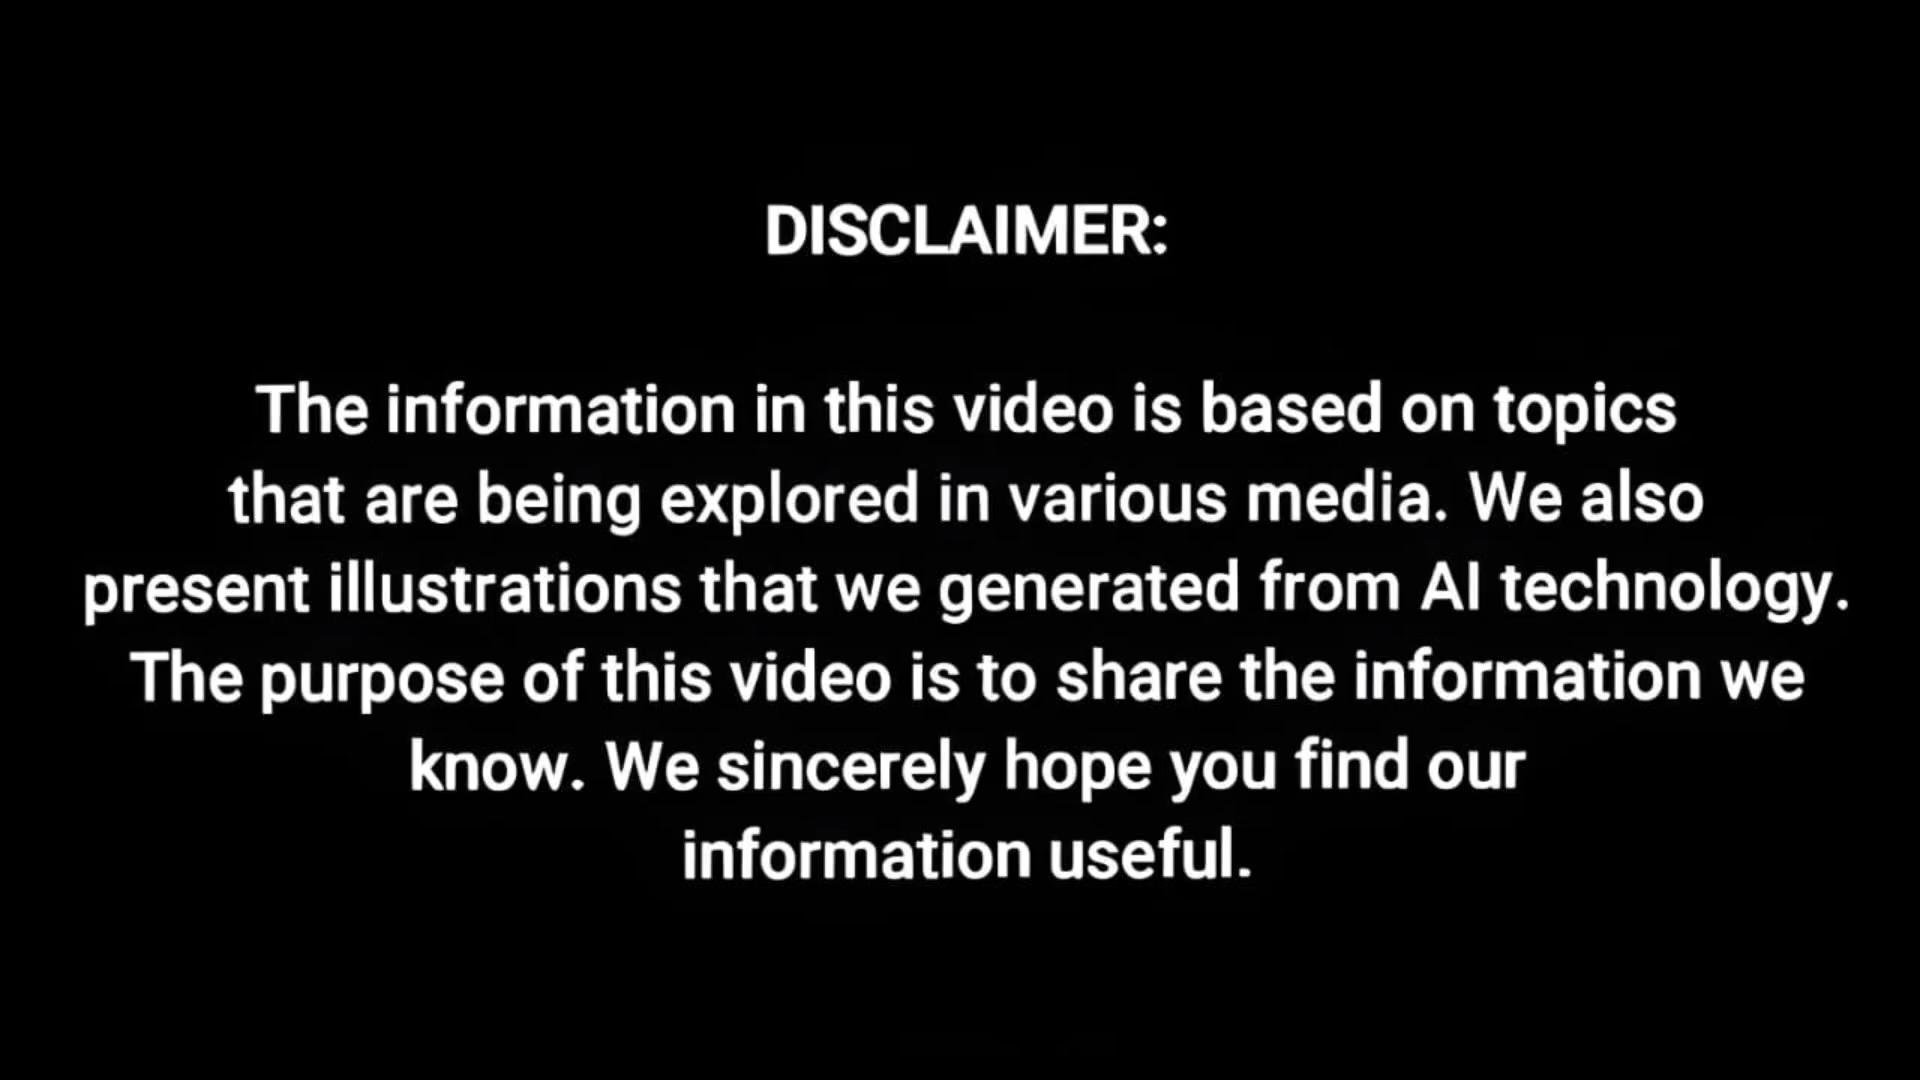 DISCLAIMER:
The information in this video is based on topics
that are being explored in various media. We also
present illustrations that we generated from AI technology.
The purpose of this video is to share the information we
know. We sincerely hope you find our
information useful.